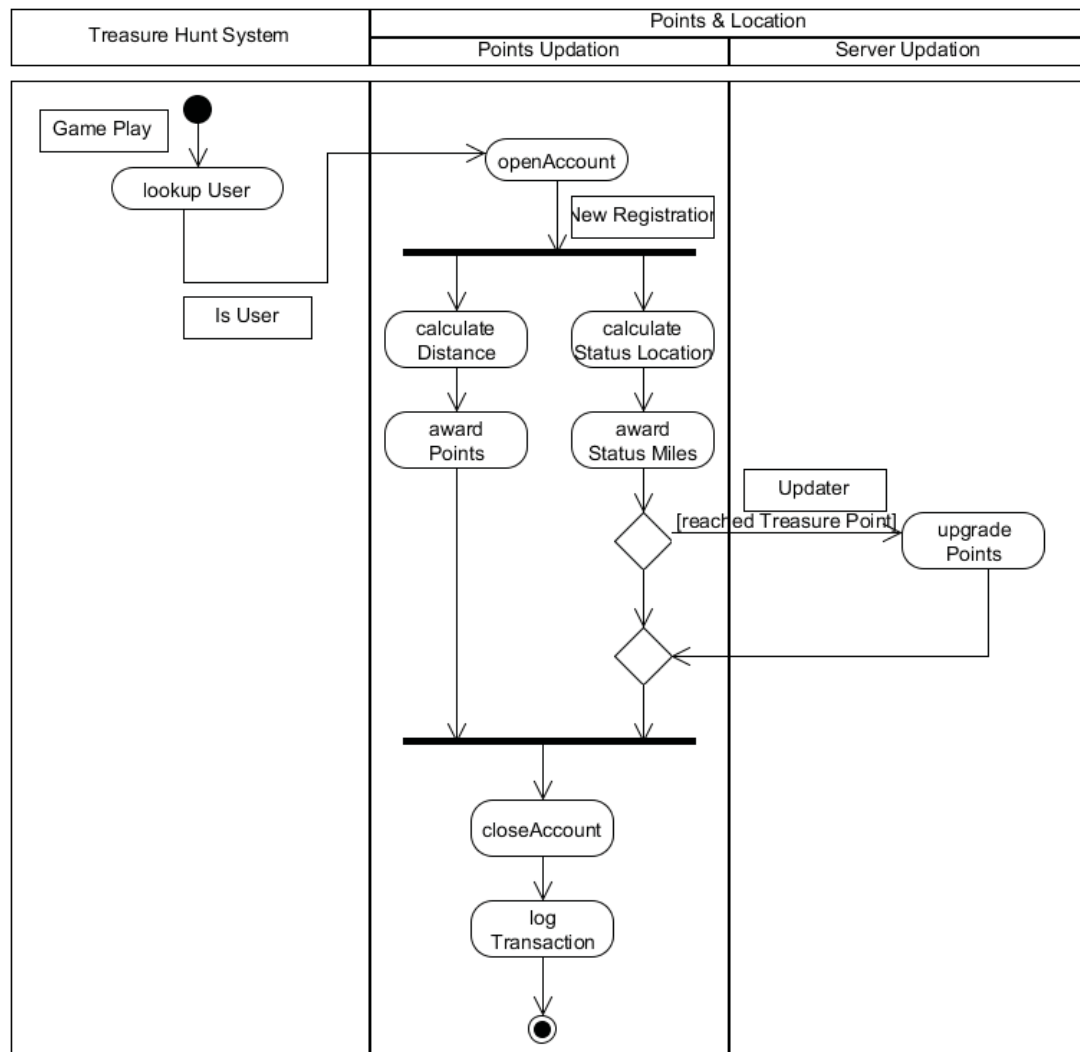 Treasure Hunt System
Points & Location
Points Updation
Server Updation
Game Play
lookup User
openAccount
New Registration
Is User
calculate
Distance
calculate
Status Location
award
Points
award
Status Miles
Updater
[reached Treasure Point]
upgrade
Points
closeAccount
log
Transaction